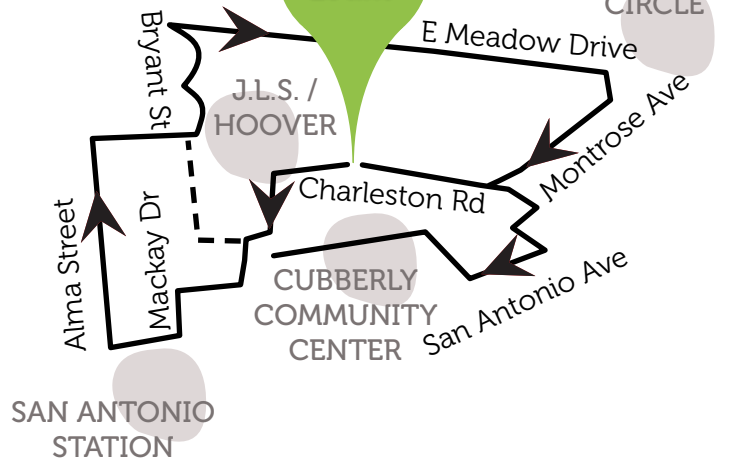 CIRCLE
E Meadow Drive
Bryant St
J.L.S. /
HOOVER
Montrose Ave
Charleston Rd
Mackay Dr
Alma Street
San Antonio Ave
CUBBERLY
COMMUNITY
CENTER
SAN ANTONIO
STATION